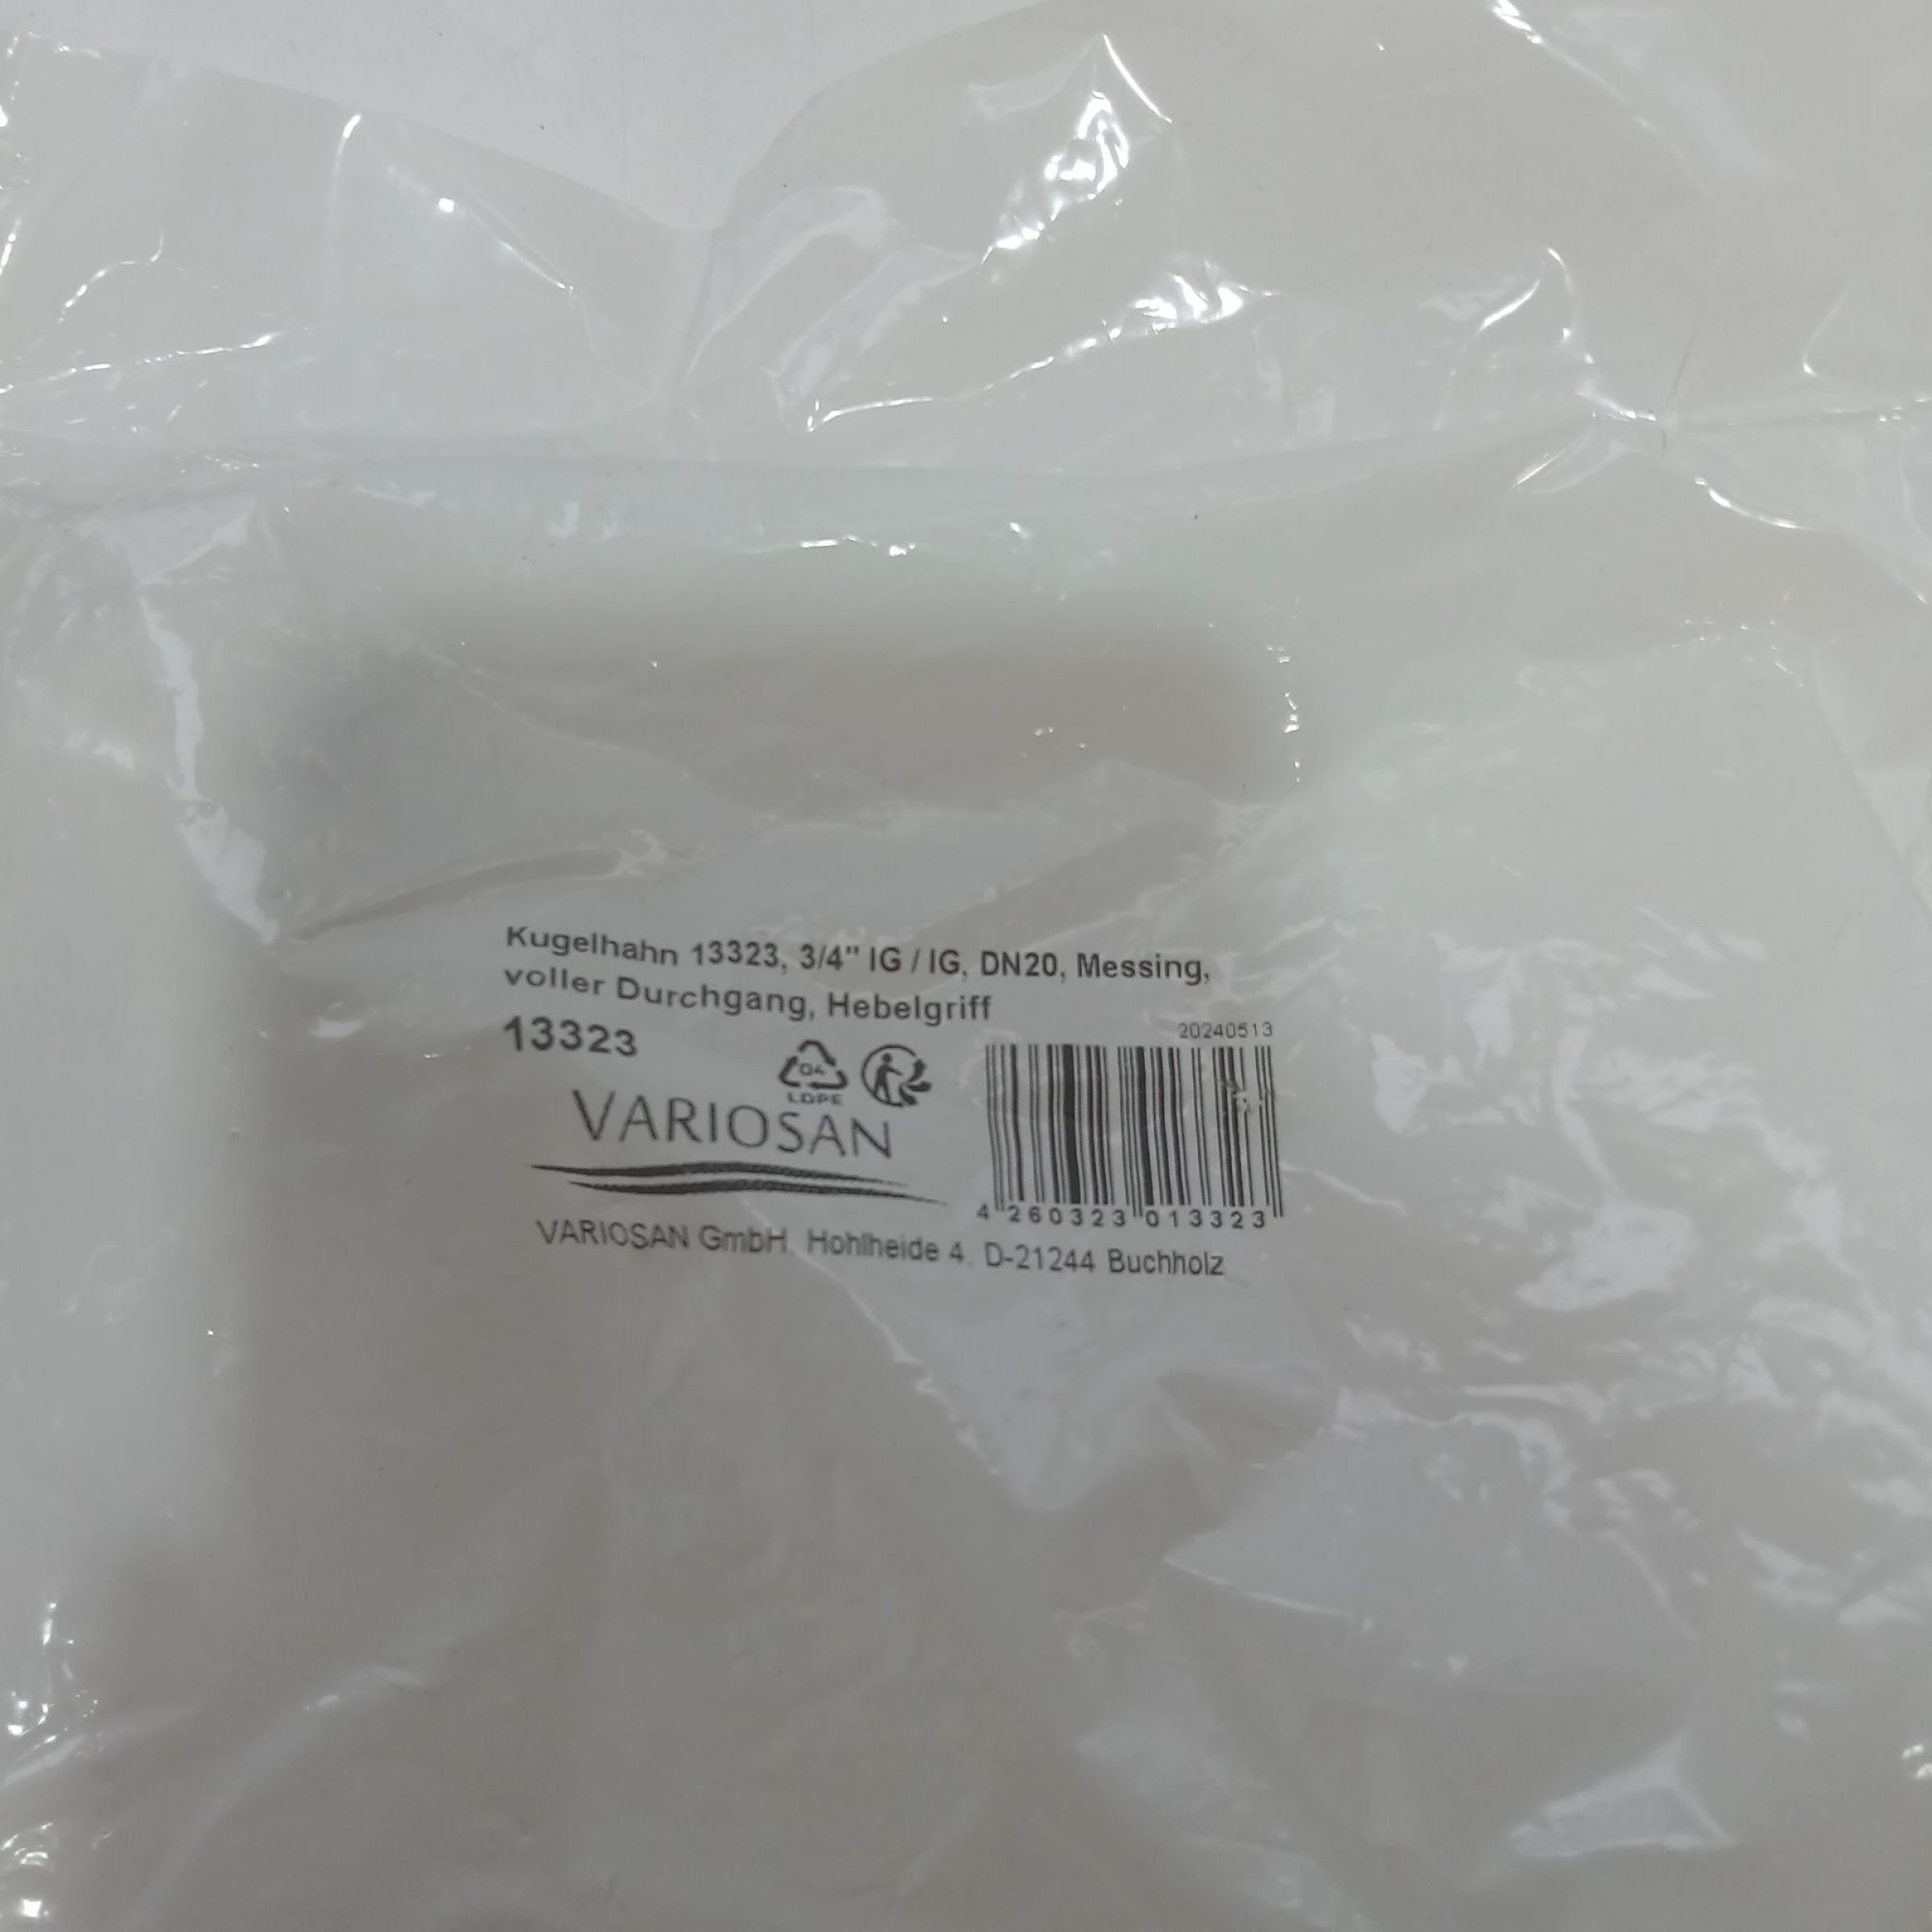 Kugelhahn 13323, 3/4" IG / IG, DN20, Messing,
voller Durchgang, Hebelgriff
13323
20240513
04
LDPE
VARIOSAN
4 260323 013323
VARIOSAN GmbH, Hohlheide 4, D-21244 Buchholz